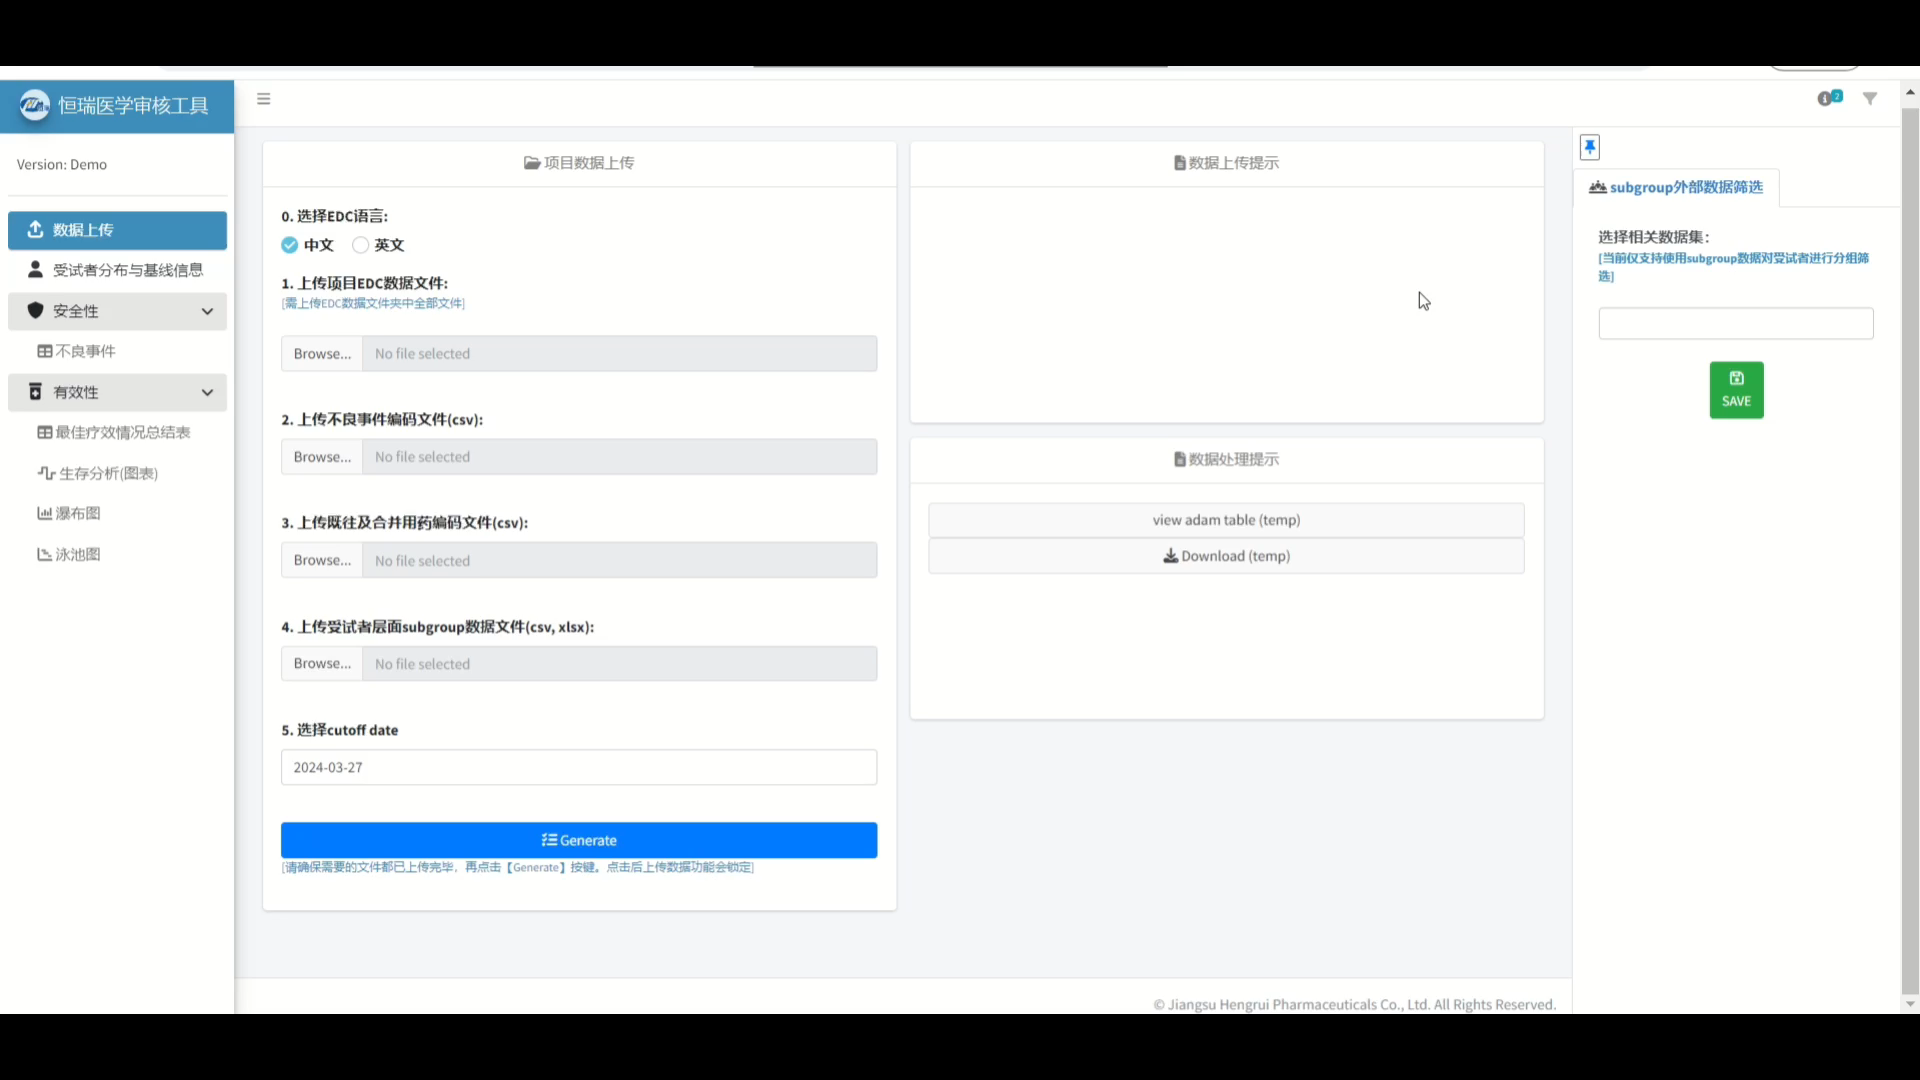 恒瑞医学审核工具
Version: Demo
数据上传
受试者分布与基线信息
安全性
不良事件
有效性
最佳疗效情况总结表
生存分析(图表)
瀑布图
泳池图
项目数据上传
0. 选择EDC语言:
中文 英文
1. 上传项目EDC数据文件:
[需上传EDC数据文件夹中全部文件]
Browse... No file selected
2. 上传不良事件编码文件(csv):
Browse... No file selected
3. 上传既往及合并用药编码文件(csv):
Browse... No file selected
4. 上传受试者层面subgroup数据文件(csv, xlsx):
Browse... No file selected
5. 选择cutoff date
2024-03-27
Generate
[请确保需要的文件都已上传完毕，再点击【Generate】按键。点击后上传数据功能会锁定]
数据上传提示
数据处理提示
view adam table (temp)
Download (temp)
2
subgroup外部数据筛选
选择相关数据集：
[当前仅支持使用subgroup数据对受试者进行分组筛
选]
SAVE
© Jiangsu Hengrui Pharmaceuticals Co., Ltd. All Rights Reserved.